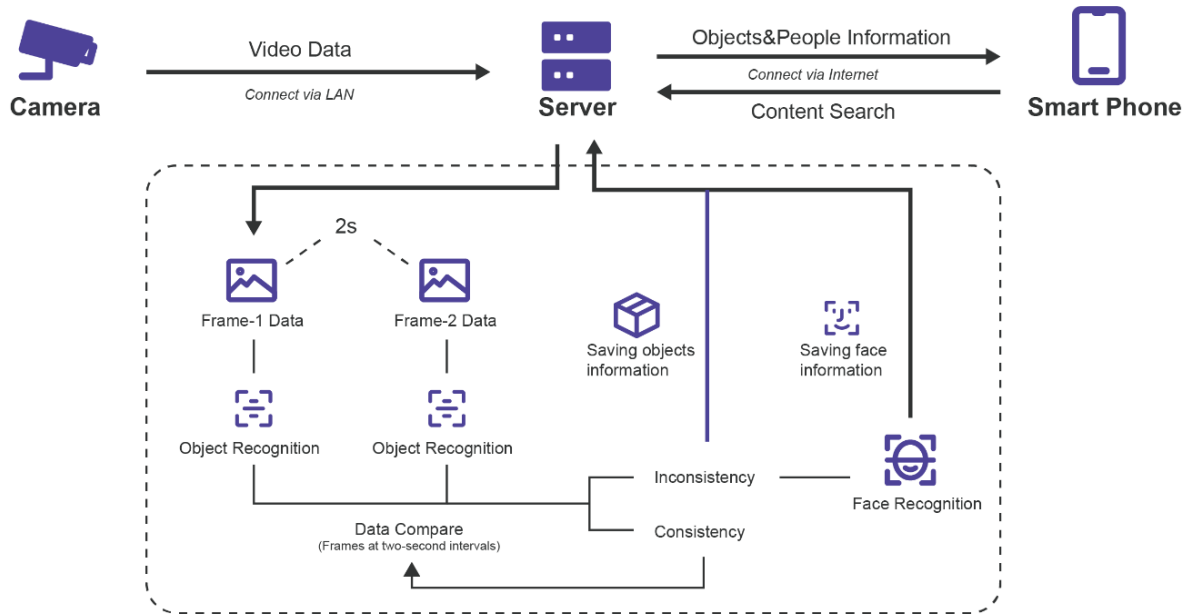 Video Data
Objects&People Information
Connect via LAN
Connect via Internet
Camera
Server
Content Search
Smart Phone
2s
Frame-1 Data
Frame-2 Data
Saving objects
information
Saving face
information
Object Recognition
Object Recognition
Inconsistency
Face Recognition
Data Compare
(Frames at two-second intervals)
Consistency